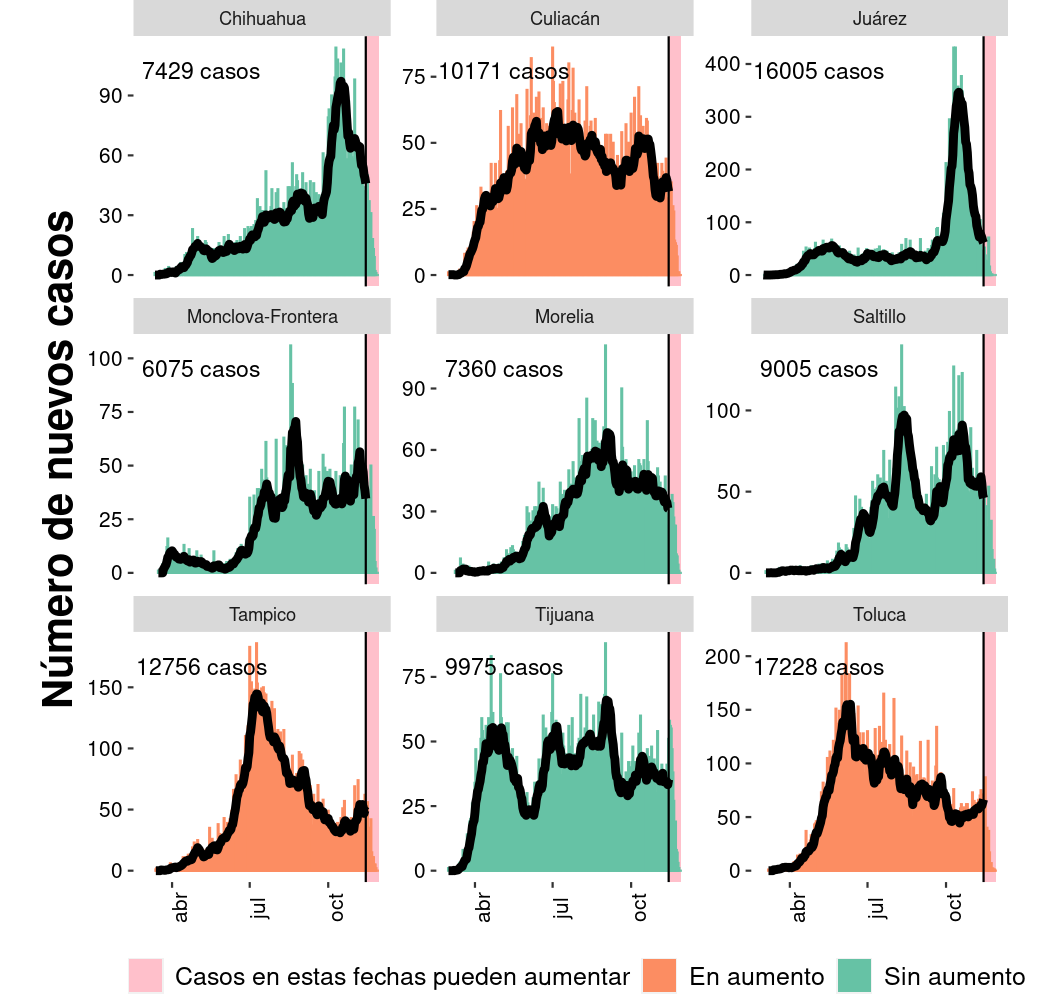 Chihuahua
Culiacán
Juárez
7429 casos
10171 casos
16005 casos
90
60
30
0
75
50
25
0
400
300
200
100
0
Número de nuevos casos
Monclova-Frontera
Morelia
Saltillo
6075 casos
7360 casos
9005 casos
100
75
50
25
0
90
60
30
0
100
50
0
Tampico
Tijuana
Toluca
12756 casos
9975 casos
17228 casos
150
100
50
0
75
50
25
0
200
150
100
50
0
abr
jul
oct
abr
jul
oct
abr
jul
oct
Casos en estas fechas pueden aumentar
En aumento
Sin aumento